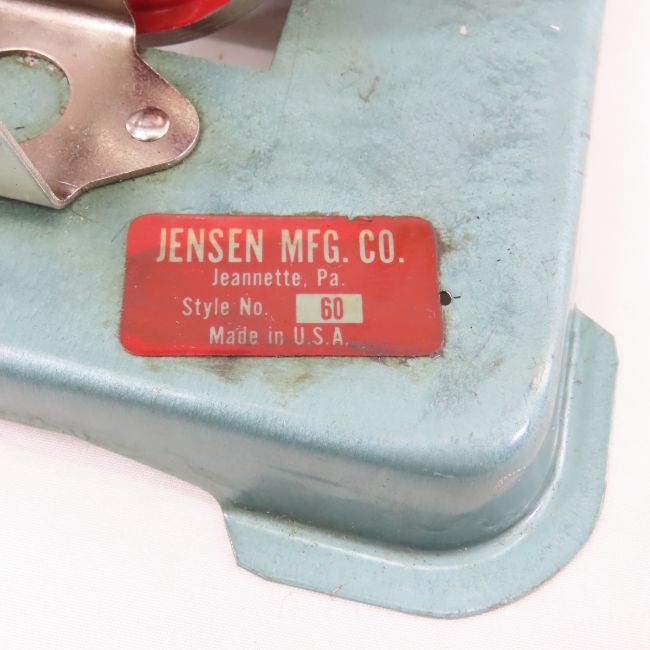 JENSEN MFG. CO.
Jeannette, Pa.
Style No. 60
Made in U.S.A.